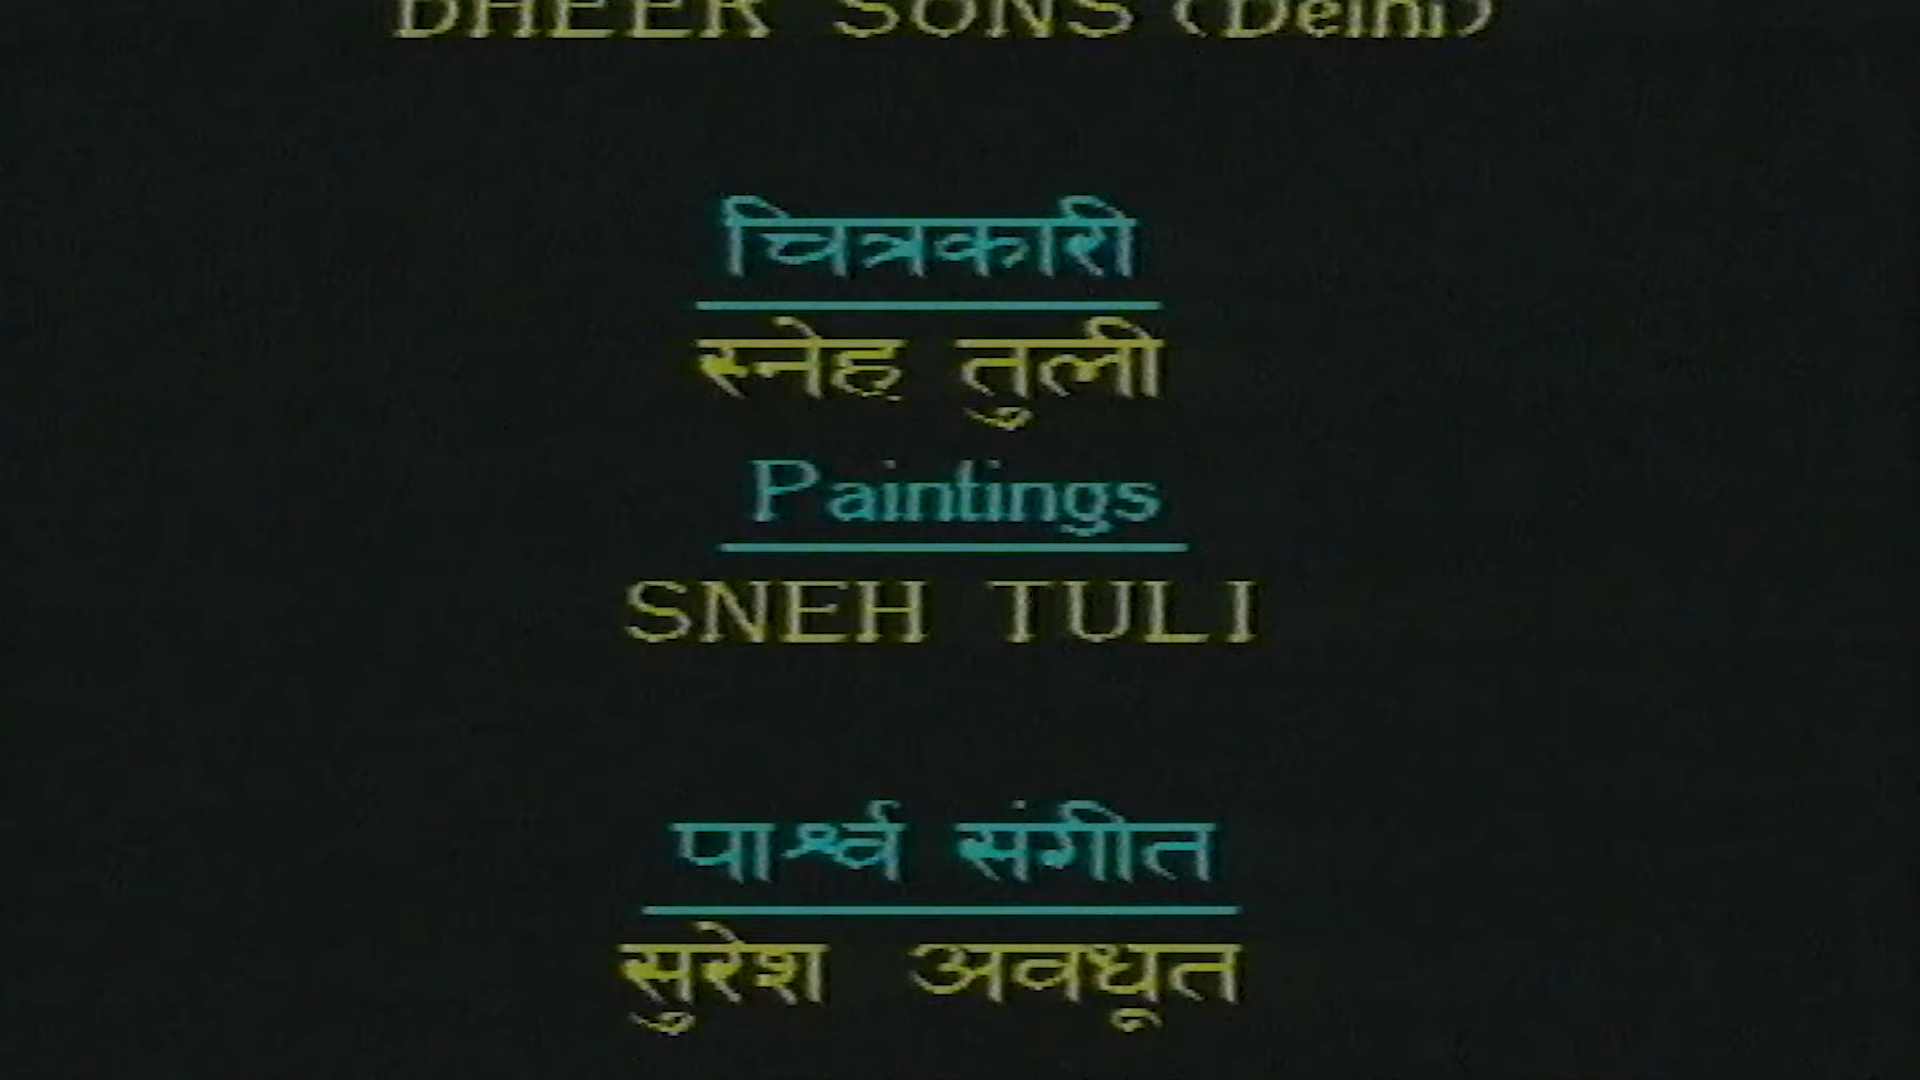 DHEER SONS (Delhi)
चित्रकारी
स्नेह तुली
Paintings
SNEH TULI
पार्श्व संगीत
सुरेश अवधूत